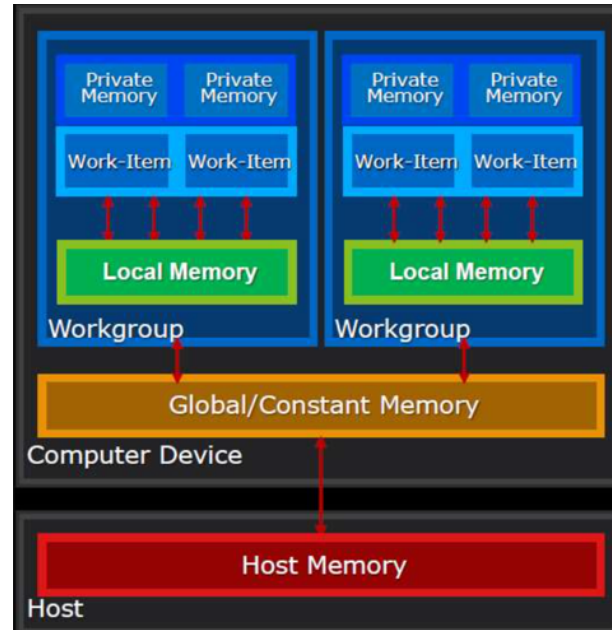 Private
Memory
Private
Memory
Work-Item
Work-Item
Local Memory
Workgroup
Private
Memory
Private
Memory
Work-Item
Work-Item
Local Memory
Workgroup
Global/Constant Memory
Computer Device
Host Memory
Host